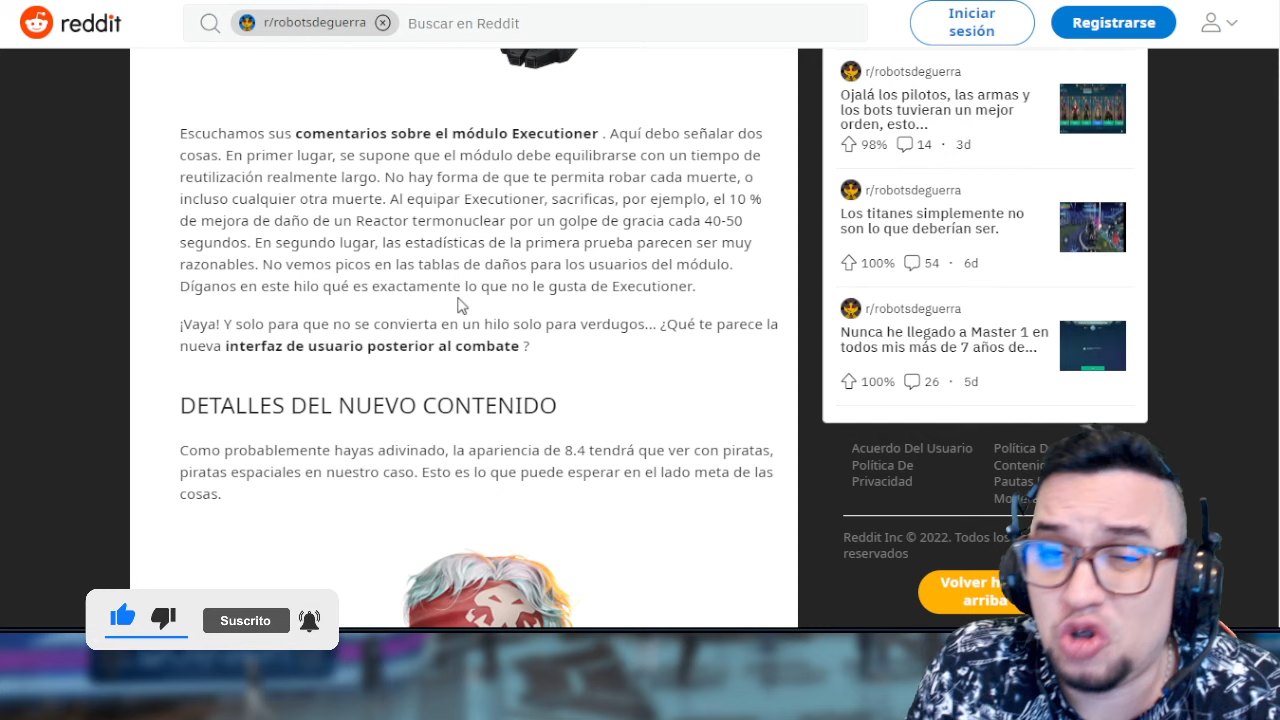 reddit
r/robotsdeguerra
Buscar en Reddit
Iniciar
sesión
Registrarse
Escuchamos sus comentarios sobre el módulo Executioner . Aquí debo señalar dos
cosas. En primer lugar, se supone que el módulo debe equilibrarse con un tiempo de
reutilización realmente largo. No hay forma de que te permita robar cada muerte, o
incluso cualquier otra muerte. Al equipar Executioner, sacrificas, por ejemplo, el 10 %
de mejora de daño de un Reactor termonuclear por un golpe de gracia cada 40-50
segundos. En segundo lugar, las estadísticas de la primera prueba parecen ser muy
razonables. No vemos picos en las tablas de daños para los usuarios del módulo.
Díganos en este hilo qué es exactamente lo que no le gusta de Executioner.
¡Vaya! Y solo para que no se convierta en un hilo solo para verdugos... ¿Qué te parece la
nueva interfaz de usuario posterior al combate ?
DETALLES DEL NUEVO CONTENIDO
Como probablemente hayas adivinado, la apariencia de 8.4 tendrá que ver con piratas,
piratas espaciales en nuestro caso. Esto es lo que puede esperar en el lado meta de las
cosas.
r/robotsdeguerra
Ojalá los pilotos, las armas y
los bots tuvieran un mejor
orden, esto...
98% 14 · 3d
r/robotsdeguerra
Los titanes simplemente no
son lo que deberían ser.
100% 54 · 6d
r/robotsdeguerra
Nunca he llegado a Master 1 en
todos mis más de 7 años de...
100% 26 · 5d
Acuerdo Del Usuario
Política De
Privacidad
Política D
Contenic
Pautas
Reddit Inc © 2022. Todos los
reservados
Volver h
arriba
Suscrito